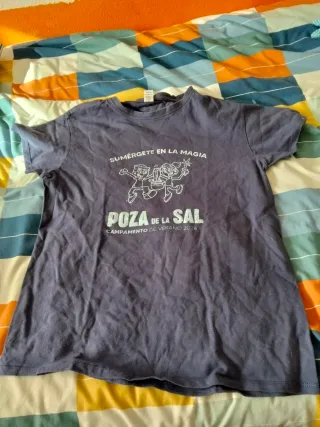 SUMÉRGETE EN LA MAGIA
POZA DE LA SAL
CAMPAMENTO DE VERANO 2024